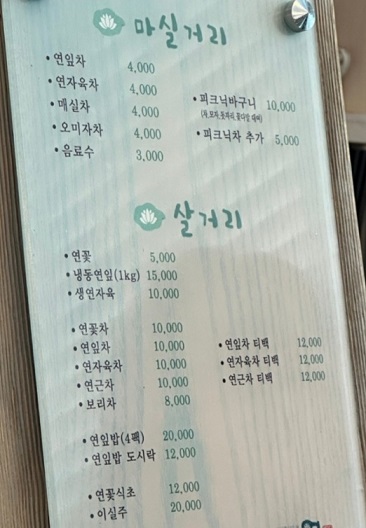 마실거리
연잎차 4,000
연자육차 4,000
매실차 4,000
오미자차 4,000
음료수 3,000
피크닉바구니 10,000
피크닉차 추가 5,000
살거리
연꽃 5,000
냉동연잎(1kg) 15,000
생연자육 10,000
연꽃차 10,000
연잎차 10,000
연자육차 10,000
연근차 10,000
보리차 8,000
연잎차 티백 12,000
연자육차 티백 12,000
연근차 티백 12,000
연잎밥(4팩) 20,000
연잎밥 도시락 12,000
연꽃식초 12,000
이실주 20,000